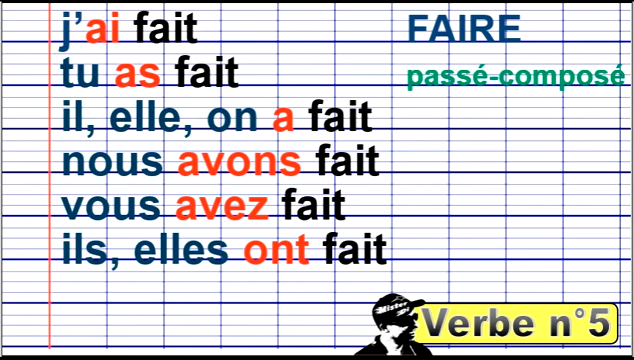 j'ai fait
FAIRE
tu as fait
passé-composé
il, elle, on a fait
nous avons fait
vous avez fait
ils, elles ont fait
Mister
Verbe n°5